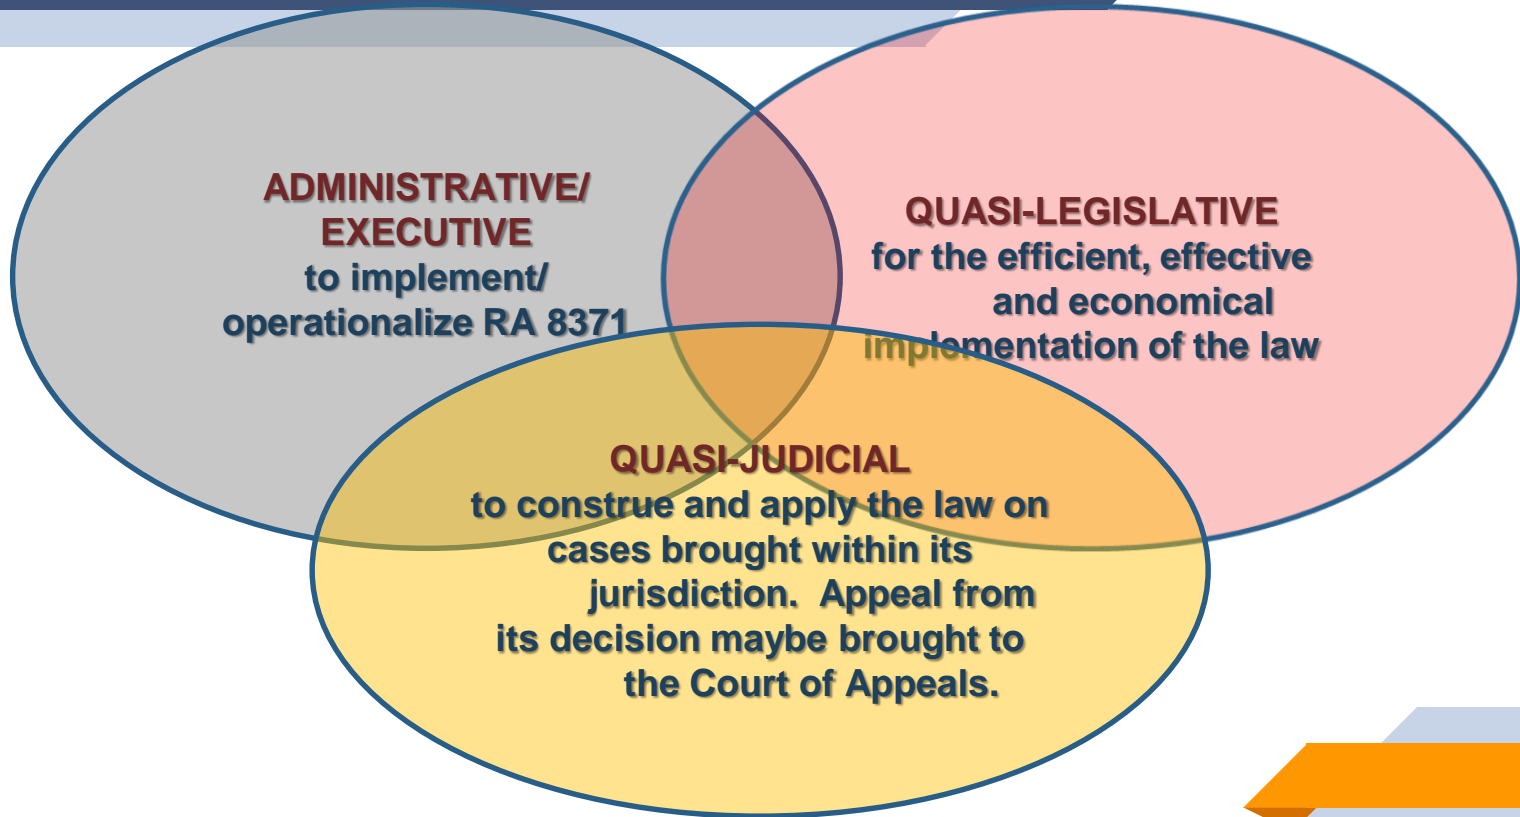 ADMINISTRATIVE/
EXECUTIVE
to implement/
operationalize RA 8371
QUASI-LEGISLATIVE
for the efficient, effective
and economical
implementation of the law
QUASI-JUDICIAL
to construe and apply the law on
cases brought within its
jurisdiction.  Appeal from
its decision maybe brought to
the Court of Appeals.